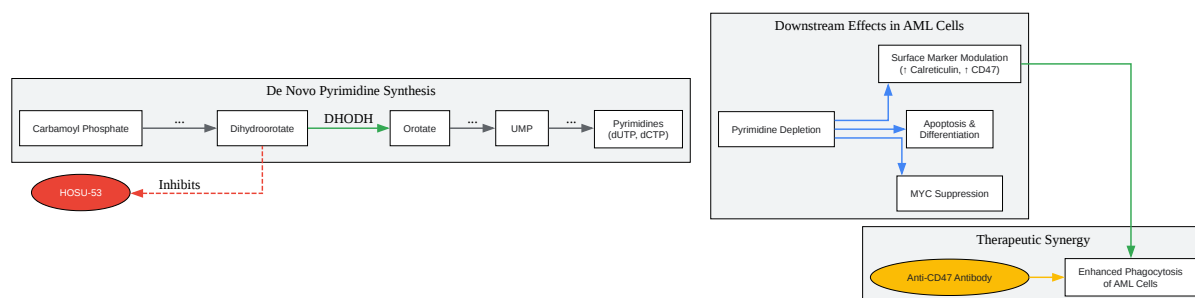 De Novo Pyrimidine Synthesis
Carbamoyl Phosphate
...
Dihydroorotate
DHODH
Orotate
...
UMP
...
Pyrimidines
(dUTP, dCTP)
HOSU-53
Inhibits
Downstream Effects in AML Cells
Surface Marker Modulation
(↑ Calreticulin, ↑ CD47)
Pyrimidine Depletion
Apoptosis &
Differentiation
MYC Suppression
Therapeutic Synergy
Anti-CD47 Antibody
Enhanced Phagocytosis
of AML Cells